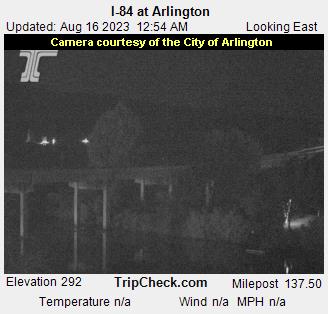 I-84 at Arlington
Updated: Aug 16 2023 12:54 AM Looking East
Camera courtesy of the City of Arlington
Elevation 292 TripCheck.com Milepost 137.50
Temperature n/a Wind n/a MPH n/a